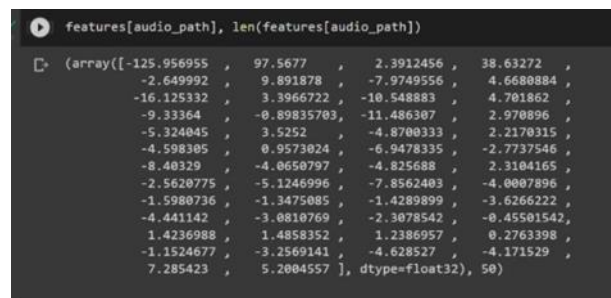 features[audio_path], len(features[audio_path])
(array([-125.956955 , 97.5677 , 2.3912456 , 38.63272 ,
-2.649992 , 9.891878 , -7.9749556 , 4.6680884 ,
-16.125332 , 3.3966722 , -10.548883 , 4.701862 ,
-9.33364 , -0.89835703, -11.486307 , 2.970896 ,
-5.324045 , 3.5252 , -4.8700333 , 2.2170315 ,
-4.598305 , 0.9573024 , -6.9478335 , -2.7737546 ,
-8.40329 , -4.0650797 , -4.825688 , 2.3104165 ,
-2.5620775 , -5.1246996 , -7.8562403 , -4.0007896 ,
-1.5980736 , -1.3475085 , -1.4289899 , -3.6266222 ,
-4.441142 , -3.0810769 , -2.3078542 , -0.45501542,
1.4236988 , 1.4858352 , 1.2386957 , 0.2763398 ,
-1.1524677 , -3.2569141 , -4.628527 , -4.171529 ,
7.285423 , 5.2004557 ], dtype=float32), 50)